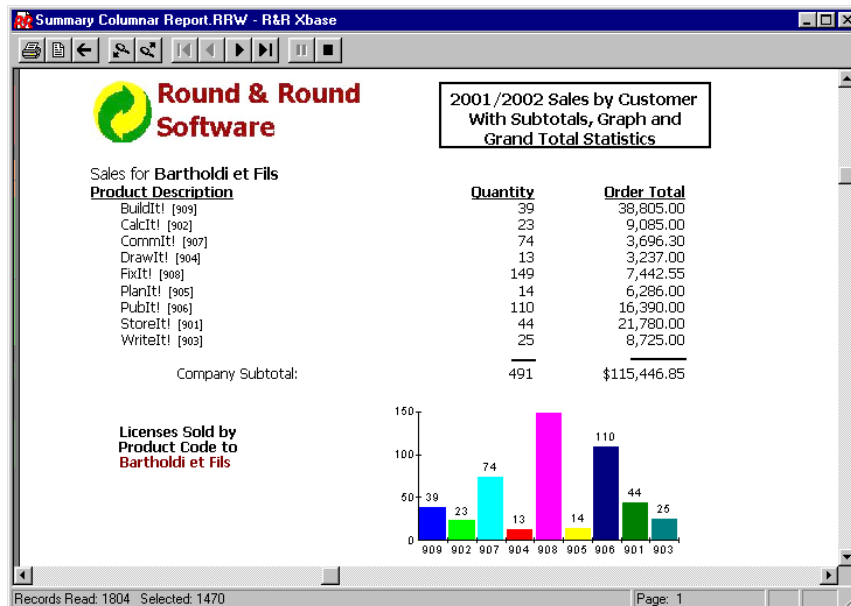 Summary Columnar Report.RRW - R&R Xbase
Round & Round
Software
2001/2002 Sales by Customer
With Subtotals, Graph and
Grand Total Statistics
Sales for Bartholdi et Fils
Product Description Quantity Order Total
BuildIt! [909] 39 38,805.00
CalcIt! [902] 23 9,085.00
CommIt! [907] 74 3,696.30
DrawIt! [904] 13 3,237.00
FixIt! [908] 149 7,442.55
PlanIt! [905] 14 6,286.00
PubIt! [906] 110 16,390.00
StoreIt! [901] 44 21,780.00
WriteIt! [903] 25 8,725.00
Company Subtotal: 491 $115,446.85
Licenses Sold by
Product Code to
Bartholdi et Fils
150
100
50
0
39 23 74 13 14 110 44 25
909 902 907 904 908 905 906 901 903
Records Read: 1804 Selected: 1470 Page: 1